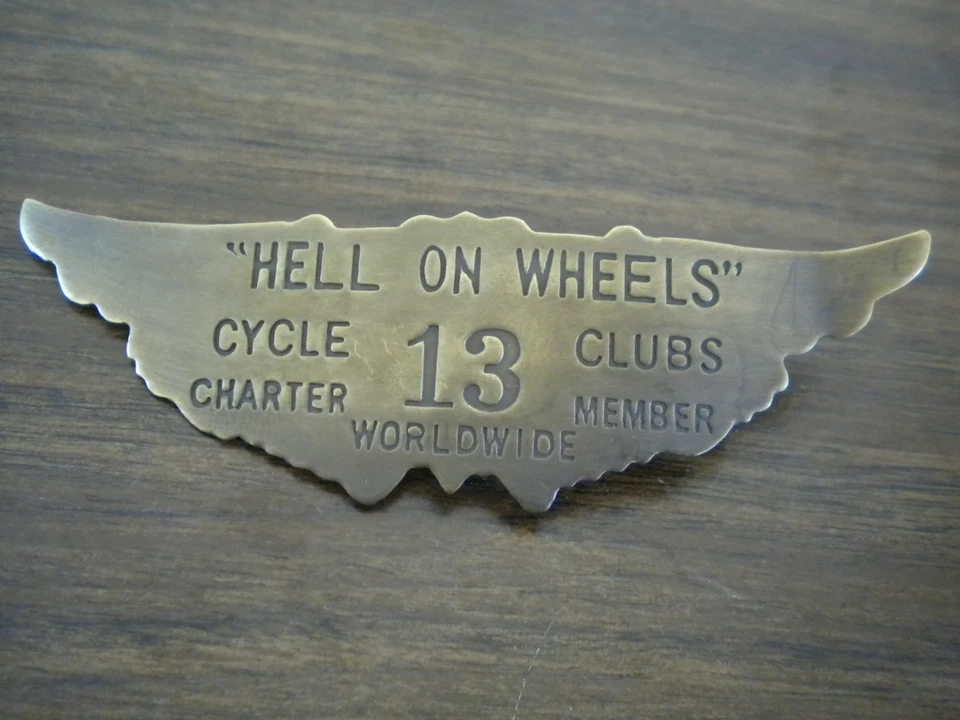 "HELL ON WHEELS"
CYCLE 13 CLUBS
CHARTER MEMBER
WORLDWIDE